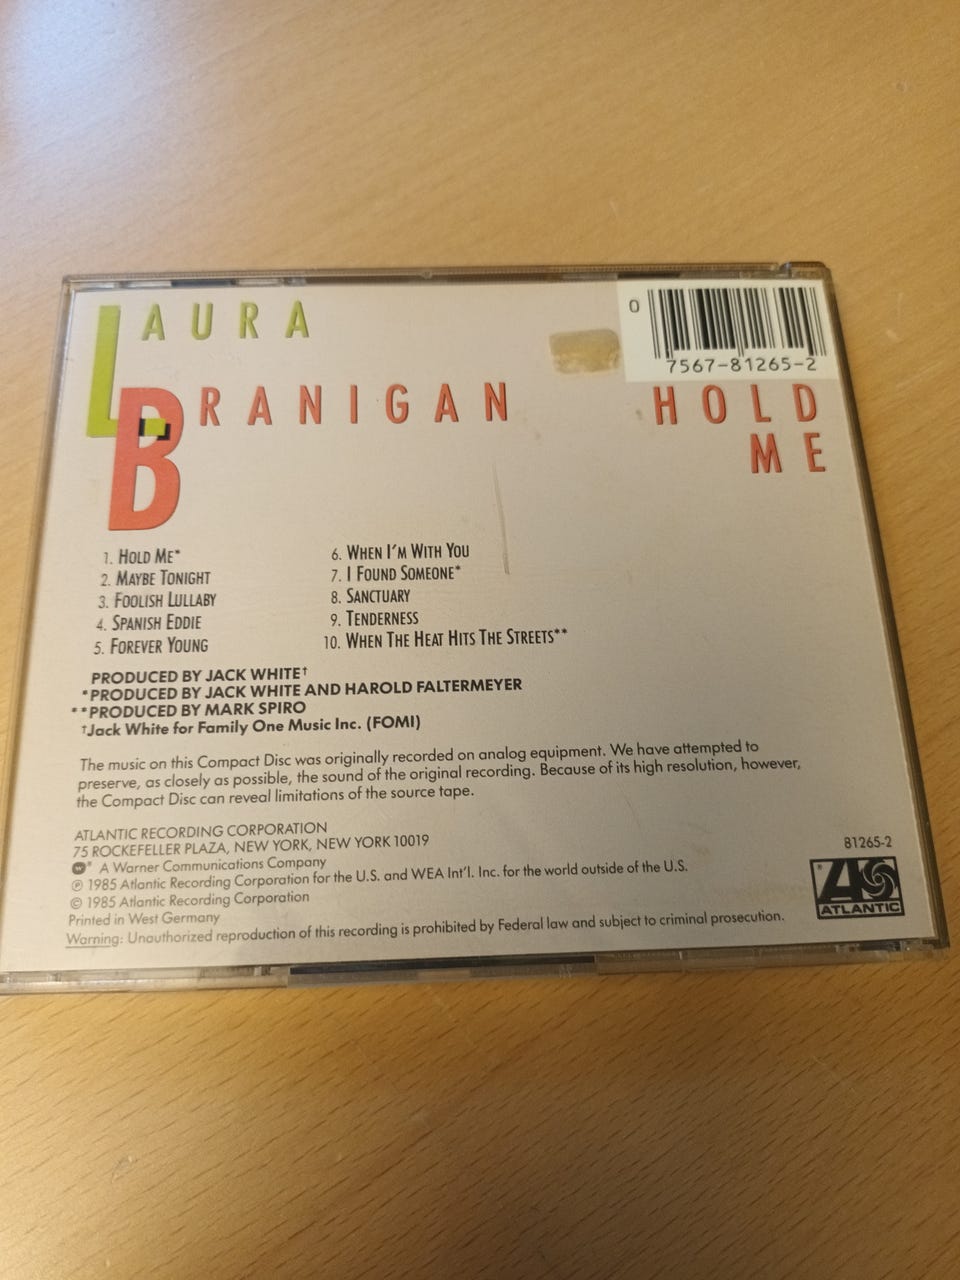 LAURA
BRANIGAN
HOLD
ME
0
7567-81265-2
1. HOLD ME*
2. MAYBE TONIGHT
3. FOOLISH LULLABY
4. SPANISH EDDIE
5. FOREVER YOUNG
6. WHEN I'M WITH YOU
7. I FOUND SOMEONE*
8. SANCTUARY
9. TENDERNESS
10. WHEN THE HEAT HITS THE STREETS**
PRODUCED BY JACK WHITE†
*PRODUCED BY JACK WHITE AND HAROLD FALTERMEYER
**PRODUCED BY MARK SPIRO
†Jack White for Family One Music Inc. (FOMI)
The music on this Compact Disc was originally recorded on analog equipment. We have attempted to
preserve, as closely as possible, the sound of the original recording. Because of its high resolution, however,
the Compact Disc can reveal limitations of the source tape.
ATLANTIC RECORDING CORPORATION
75 ROCKEFELLER PLAZA, NEW YORK, NEW YORK 10019
W® A Warner Communications Company
℗ 1985 Atlantic Recording Corporation for the U.S. and WEA Int'l. Inc. for the world outside of the U.S.
© 1985 Atlantic Recording Corporation
Printed in West Germany
Warning: Unauthorized reproduction of this recording is prohibited by Federal law and subject to criminal prosecution.
81265-2
® A
ATLANTIC